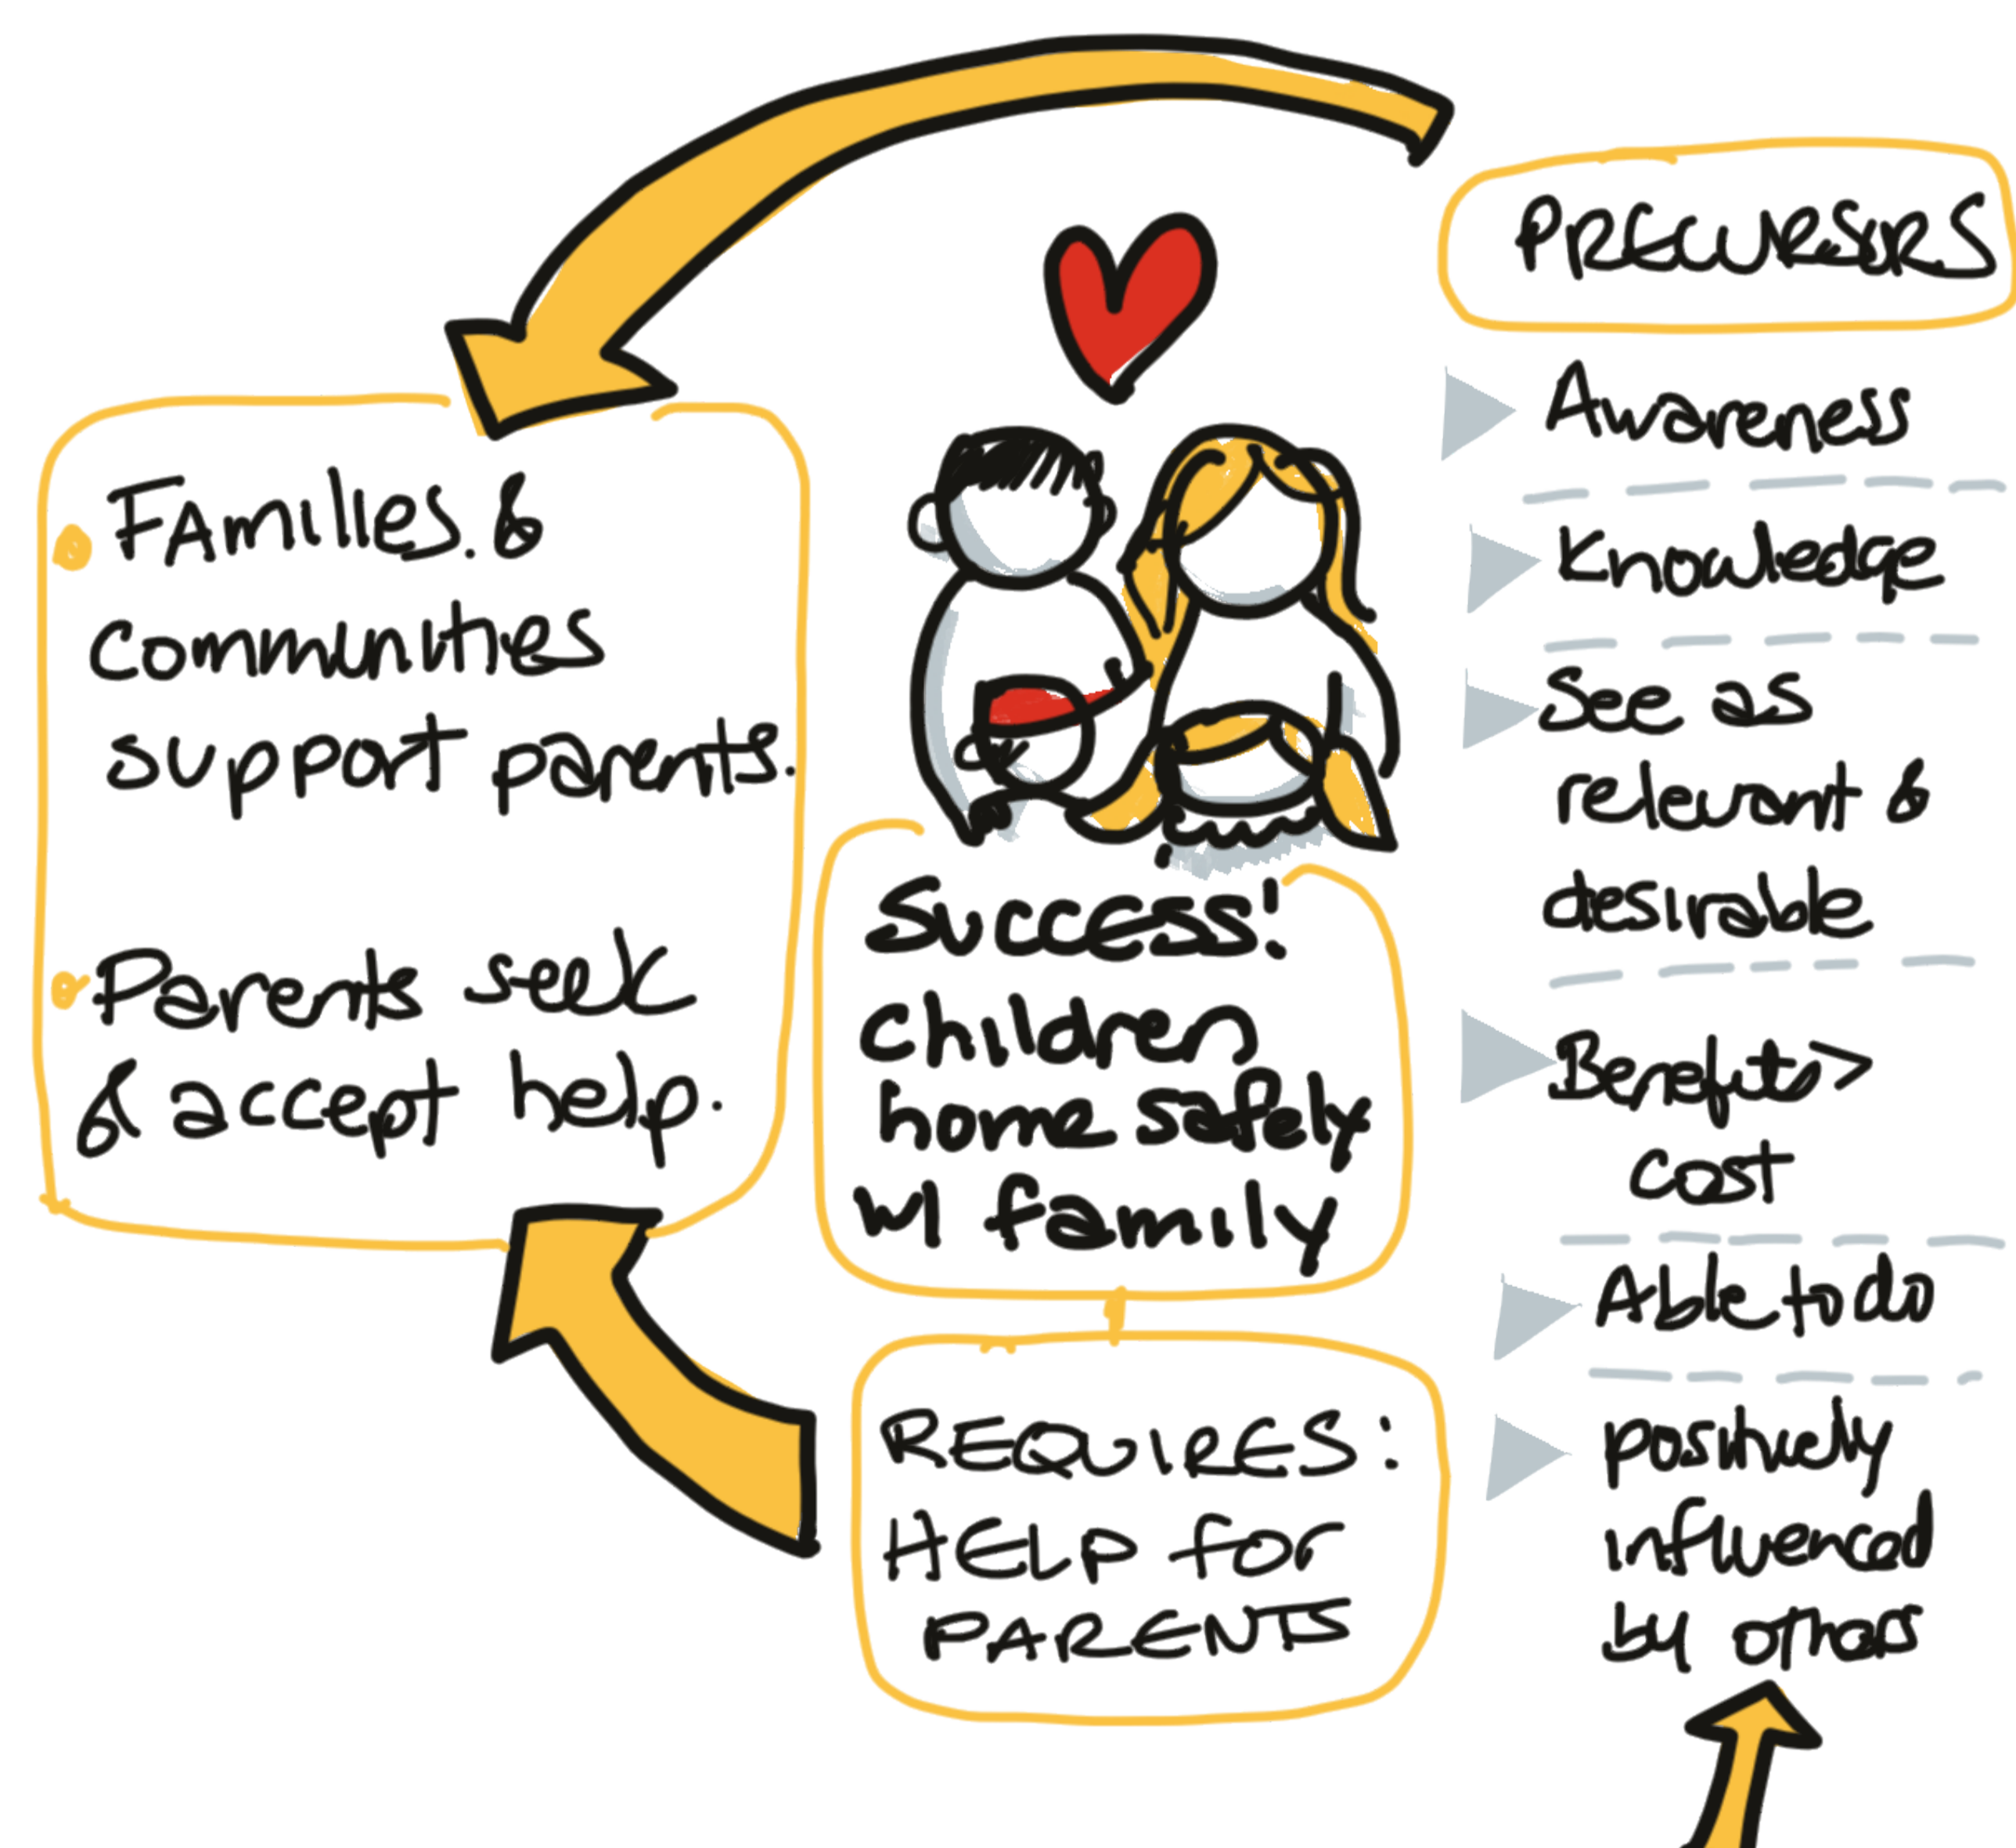 Families &
communities
support parents.
Parents seek
& accept help.
Success!
children
home safely
w/ family
REQUIRES:
HELP for
PARENTS
PRECURSORS
Awareness
Knowledge
See as
relevant &
desirable
Benefits >
cost
Able to do
positively
influenced
by others